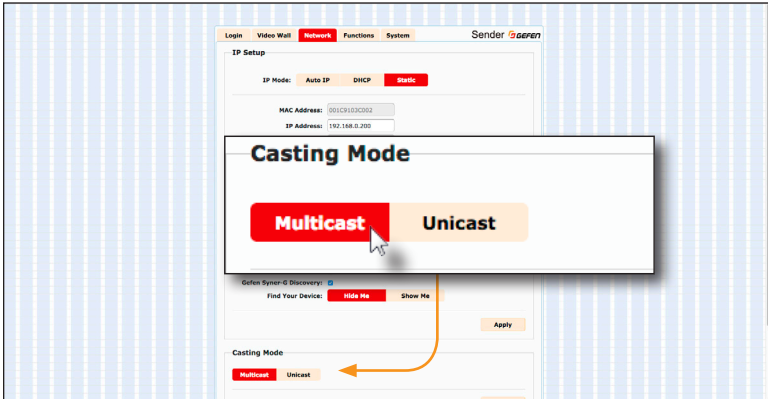 Login Video Wall Network Functions System Sender Gefen
IP Setup
IP Mode: Auto IP DHCP Static
MAC Address: 001C9103C002
IP Address: 192.168.0.200
Casting Mode
Multicast Unicast
Gefen Syner-G Discovery:
Find Your Device: Hide Me Show Me
Apply
Casting Mode
Multicast Unicast